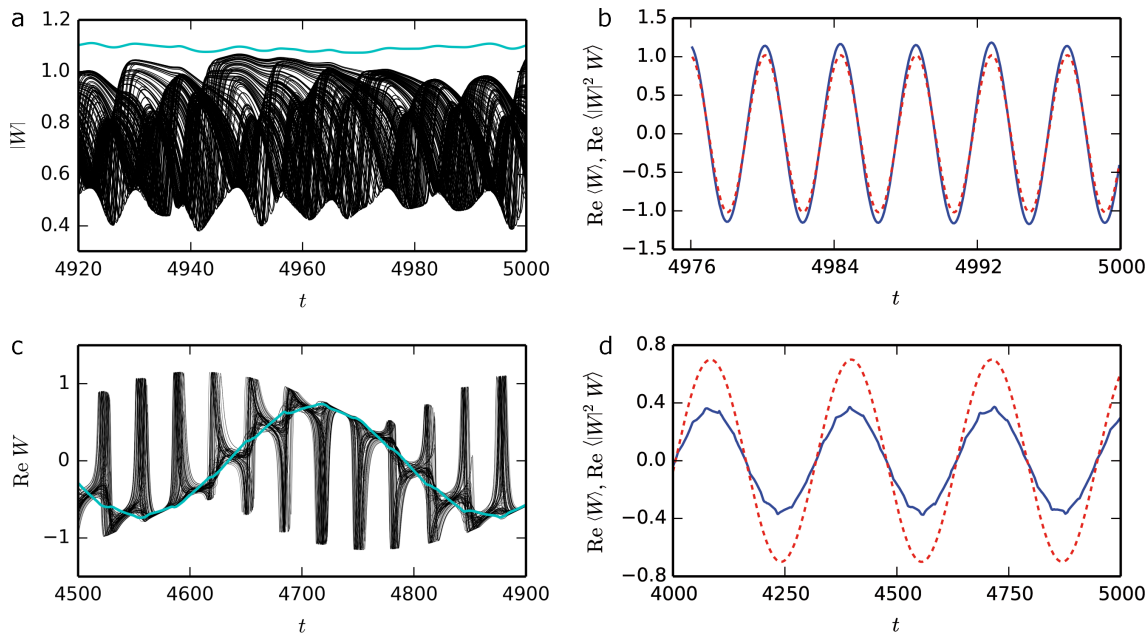 a
1.2
1.0
0.8
0.6
0.4
|W|
4920 4940 4960 4980 5000
t
b
1.5
1.0
0.5
0.0
−0.5
−1.0
−1.5
Re ⟨W⟩, Re ⟨|W|² W⟩
4976 4984 4992 5000
t
c
1
0
−1
Re W
4500 4600 4700 4800 4900
t
d
0.8
0.4
0.0
−0.4
−0.8
Re ⟨W⟩, Re ⟨|W|² W⟩
4000 4250 4500 4750 5000
t